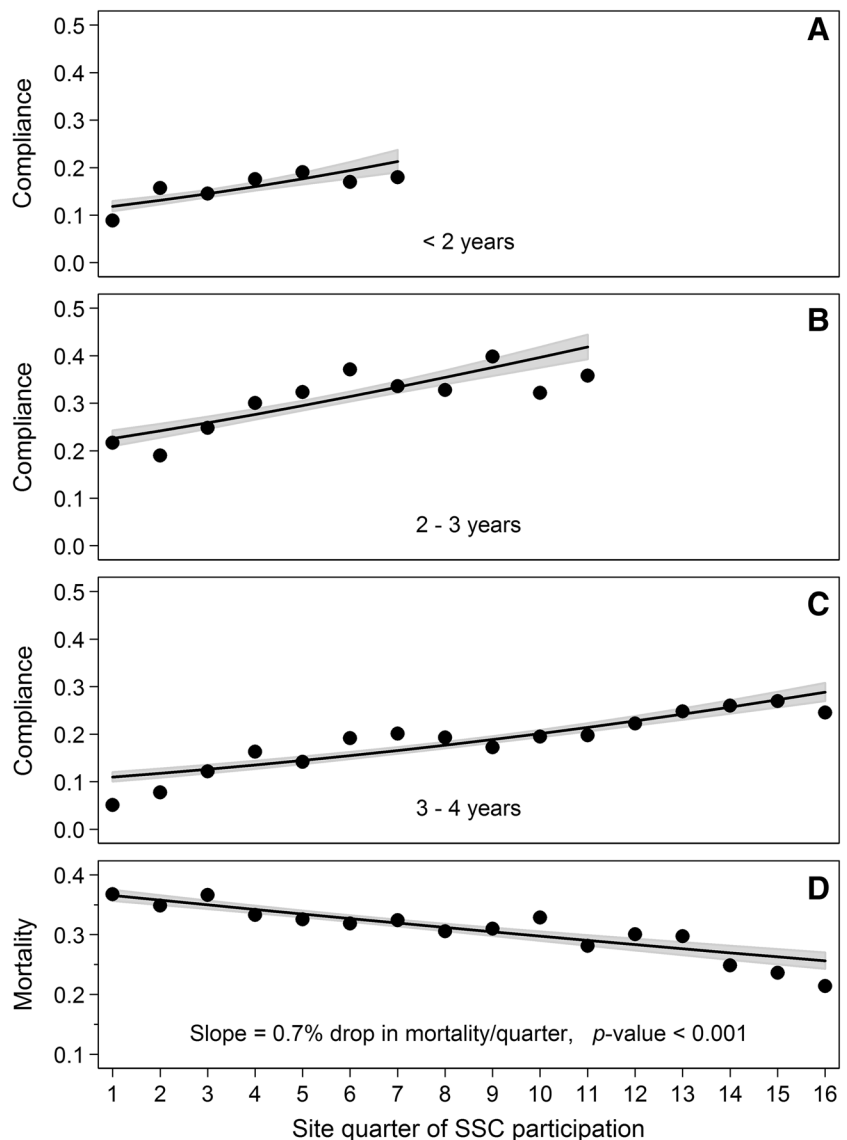 A
0.5
0.4
0.3
0.2
0.1
0.0
Compliance
< 2 years
B
0.5
0.4
0.3
0.2
0.1
0.0
Compliance
2 - 3 years
C
0.5
0.4
0.3
0.2
0.1
0.0
Compliance
3 - 4 years
D
0.4
0.3
0.2
0.1
Mortality
Slope = 0.7% drop in mortality/quarter, p-value < 0.001
1 2 3 4 5 6 7 8 9 10 11 12 13 14 15 16
Site quarter of SSC participation